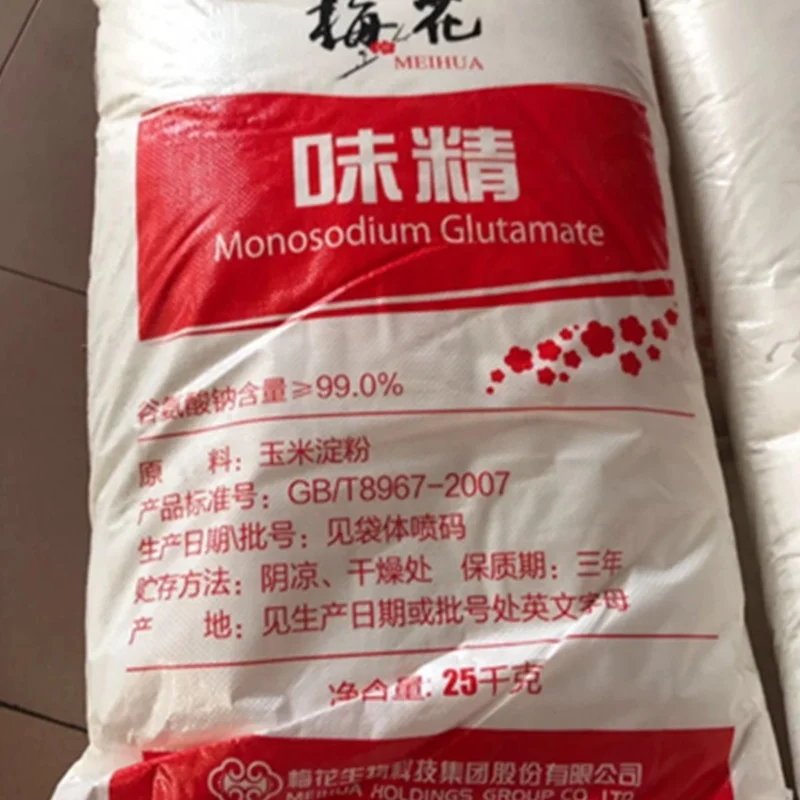 梅花
MEIHUA
味精
Monosodium Glutamate
谷氨酸钠含量≥99.0%
原 料：玉米淀粉
产品标准号：GB/T8967-2007
生产日期\批号：见袋体喷码
贮存方法：阴凉、干燥处 保质期：三年
产 地：见生产日期或批号处英文字母
净含量：25千克
梅花生物科技集团股份有限公司
MEIHUA HOLDINGS GROUP CO.,LTD.